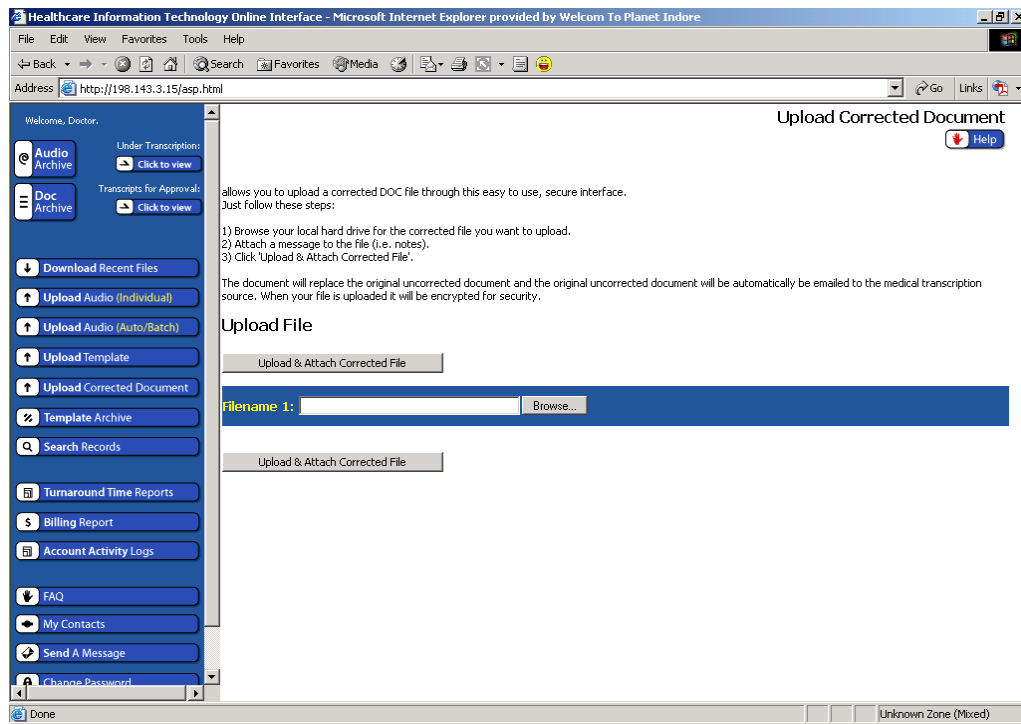 Healthcare Information Technology Online Interface - Microsoft Internet Explorer provided by Welcom To Planet Indore
File Edit View Favorites Tools Help
Back Search Favorites Media
Address http://198.143.3.15/asp.html Go Links
Welcome, Doctor.
Audio Archive
Under Transcription:
Click to view
Doc Archive
Transcripts for Approval:
Click to view
Download Recent Files
Upload Audio (Individual)
Upload Audio (Auto/Batch)
Upload Template
Upload Corrected Document
Template Archive
Search Records
Turnaround Time Reports
$ Billing Report
Account Activity Logs
FAQ
My Contacts
Send A Message
Change Password
Upload Corrected Document
Help
allows you to upload a corrected DOC file through this easy to use, secure interface.
Just follow these steps:
1) Browse your local hard drive for the corrected file you want to upload.
2) Attach a message to the file (i.e. notes).
3) Click 'Upload & Attach Corrected File'.
The document will replace the original uncorrected document and the original uncorrected document will be automatically be emailed to the medical transcription
source. When your file is uploaded it will be encrypted for security.
Upload File
Upload & Attach Corrected File
Filename 1: Browse...
Upload & Attach Corrected File
Done Unknown Zone (Mixed)